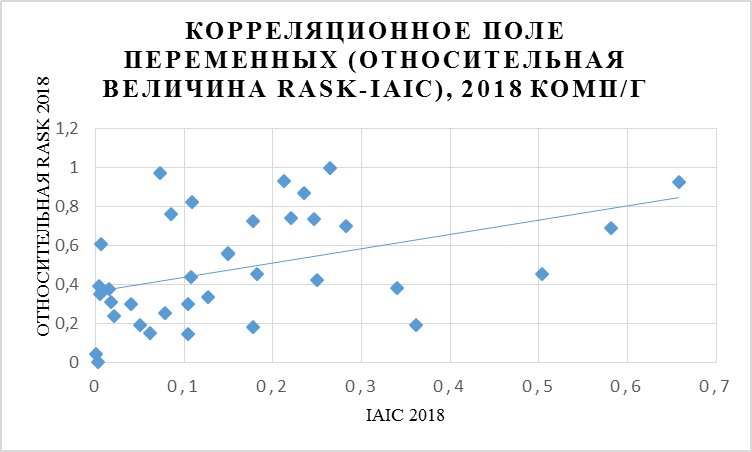 КОРРЕЛЯЦИОННОЕ ПОЛЕ
ПЕРЕМЕННЫХ (ОТНОСИТЕЛЬНАЯ
ВЕЛИЧИНА RASK-IAIC), 2018 КОМП/Г
ОТНОСИТЕЛЬНАЯ RASK 2018
1,2
1
0,8
0,6
0,4
0,2
0
0 0,1 0,2 0,3 0,4 0,5 0,6 0,7
IAIC 2018